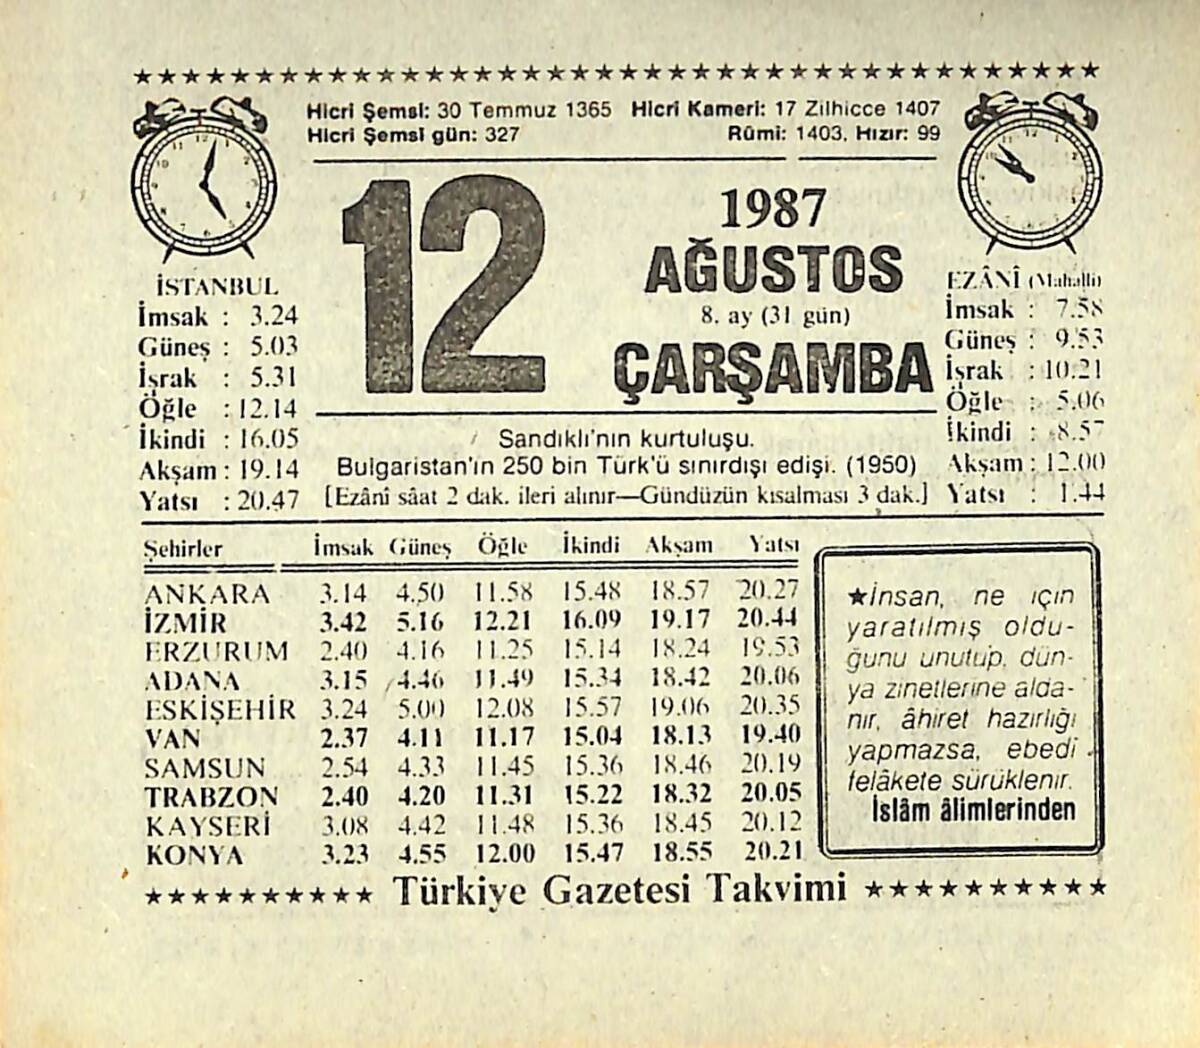 Hicrî Şemsî: 30 Temmuz 1365 Hicrî Kamerî: 17 Zilhicce 1407
Hicrî Şemsî gün: 327 Rûmi: 1403, Hızır: 99
12
1987
AĞUSTOS
8. ay (31 gün)
ÇARŞAMBA
İSTANBUL
İmsak : 3.24
Güneş : 5.03
İşrak : 5.31
Öğle : 12.14
İkindi : 16.05
Akşam : 19.14
Yatsı : 20.47
EZÂNÎ (Mahalli)
İmsak : 7.58
Güneş : 9.53
İşrak : 10.21
Öğle : 5.06
İkindi : 8.57
Akşam : 12.00
Yatsı : 1.44
Sandıklı'nın kurtuluşu.
Bulgaristan'ın 250 bin Türk'ü sınırdışı edişi. (1950)
[Ezânî sâat 2 dak. ileri alınır—Gündüzün kısalması 3 dak.]
Şehirler İmsak Güneş Öğle İkindi Akşam Yatsı
ANKARA 3.14 4.50 11.58 15.48 18.57 20.27
İZMİR 3.42 5.16 12.21 16.09 19.17 20.44
ERZURUM 2.40 4.16 11.25 15.14 18.24 19.53
ADANA 3.15 4.46 11.49 15.34 18.42 20.06
ESKİŞEHİR 3.24 5.00 12.08 15.57 19.06 20.35
VAN 2.37 4.11 11.17 15.04 18.13 19.40
SAMSUN 2.54 4.33 11.45 15.36 18.46 20.19
TRABZON 2.40 4.20 11.31 15.22 18.32 20.05
KAYSERİ 3.08 4.42 11.48 15.36 18.45 20.12
KONYA 3.23 4.55 12.00 15.47 18.55 20.21
★İnsan, ne için
yaratılmış oldu-
ğunu unutup, dün-
ya zinetlerine alda-
nır, âhiret hazırlığı
yapmazsa, ebedî
felâkete sürüklenir.
İslâm âlimlerinden
Türkiye Gazetesi Takvimi